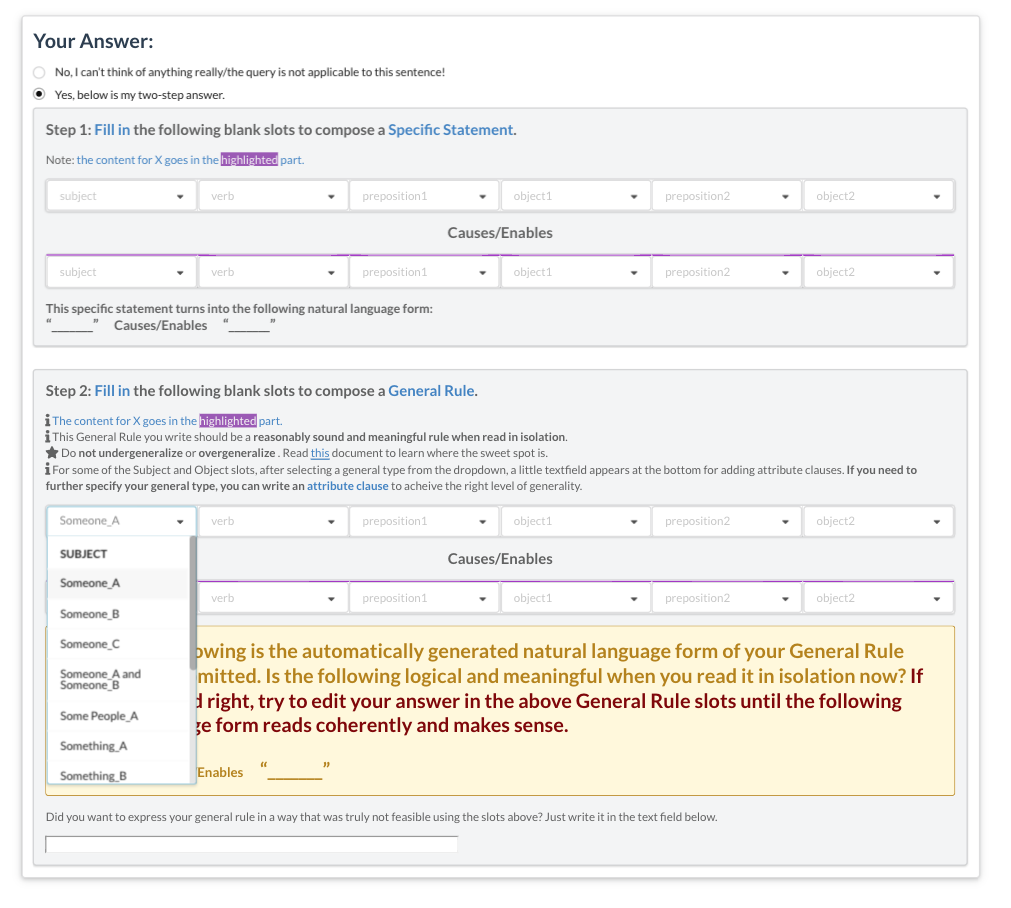 Your Answer:
No, I can't think of anything really/the query is not applicable to this sentence!
Yes, below is my two-step answer.
Step 1: Fill in the following blank slots to compose a Specific Statement.
Note: the content for X goes in the highlighted part.
subject verb preposition1 object1 preposition2 object2
Causes/Enables
subject verb preposition1 object1 preposition2 object2
This specific statement turns into the following natural language form:
“_______” Causes/Enables “_______”
Step 2: Fill in the following blank slots to compose a General Rule.
The content for X goes in the highlighted part.
This General Rule you write should be a reasonably sound and meaningful rule when read in isolation.
Do not undergeneralize or overgeneralize . Read this document to learn where the sweet spot is.
For some of the Subject and Object slots, after selecting a general type from the dropdown, a little textfield appears at the bottom for adding attribute clauses. If you need to
further specify your general type, you can write an attribute clause to acheive the right level of generality.
Someone_A verb preposition1 object1 preposition2 object2
SUBJECT
Someone_A
Someone_B
Someone_C
Someone_A and
Someone_B
Some People_A
Something_A
Something_B
Causes/Enables
verb preposition1 object1 preposition2 object2
owing is the automatically generated natural language form of your General Rule
mitted. Is the following logical and meaningful when you read it in isolation now? If
d right, try to edit your answer in the above General Rule slots until the following
ge form reads coherently and makes sense.
Enables “_______”
Did you want to express your general rule in a way that was truly not feasible using the slots above? Just write it in the text field below.